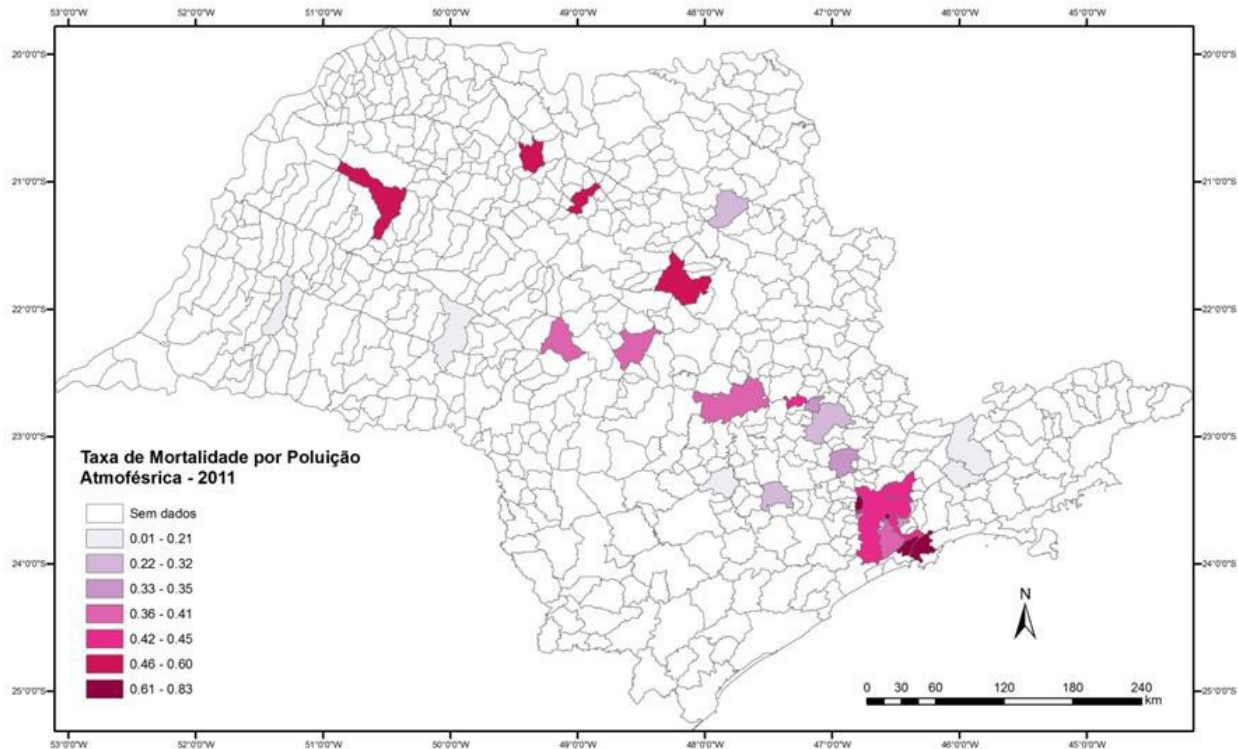 53°0'0"W 52°0'0"W 51°0'0"W 50°0'0"W 49°0'0"W 48°0'0"W 47°0'0"W 46°0'0"W 45°0'0"W
20°0'0"S 20°0'0"S
21°0'0"S 21°0'0"S
22°0'0"S 22°0'0"S
23°0'0"S 23°0'0"S
Taxa de Mortalidade por Poluição
Atmofésrica - 2011
Sem dados
0.01 - 0.21
0.22 - 0.32
0.33 - 0.35
0.36 - 0.41
0.42 - 0.45
0.46 - 0.60
0.61 - 0.83
24°0'0"S 24°0'0"S
N
25°0'0"S 25°0'0"S
0 15 30 60 120 180 240
km
53°0'0"W 52°0'0"W 51°0'0"W 50°0'0"W 49°0'0"W 48°0'0"W 47°0'0"W 46°0'0"W 45°0'0"W